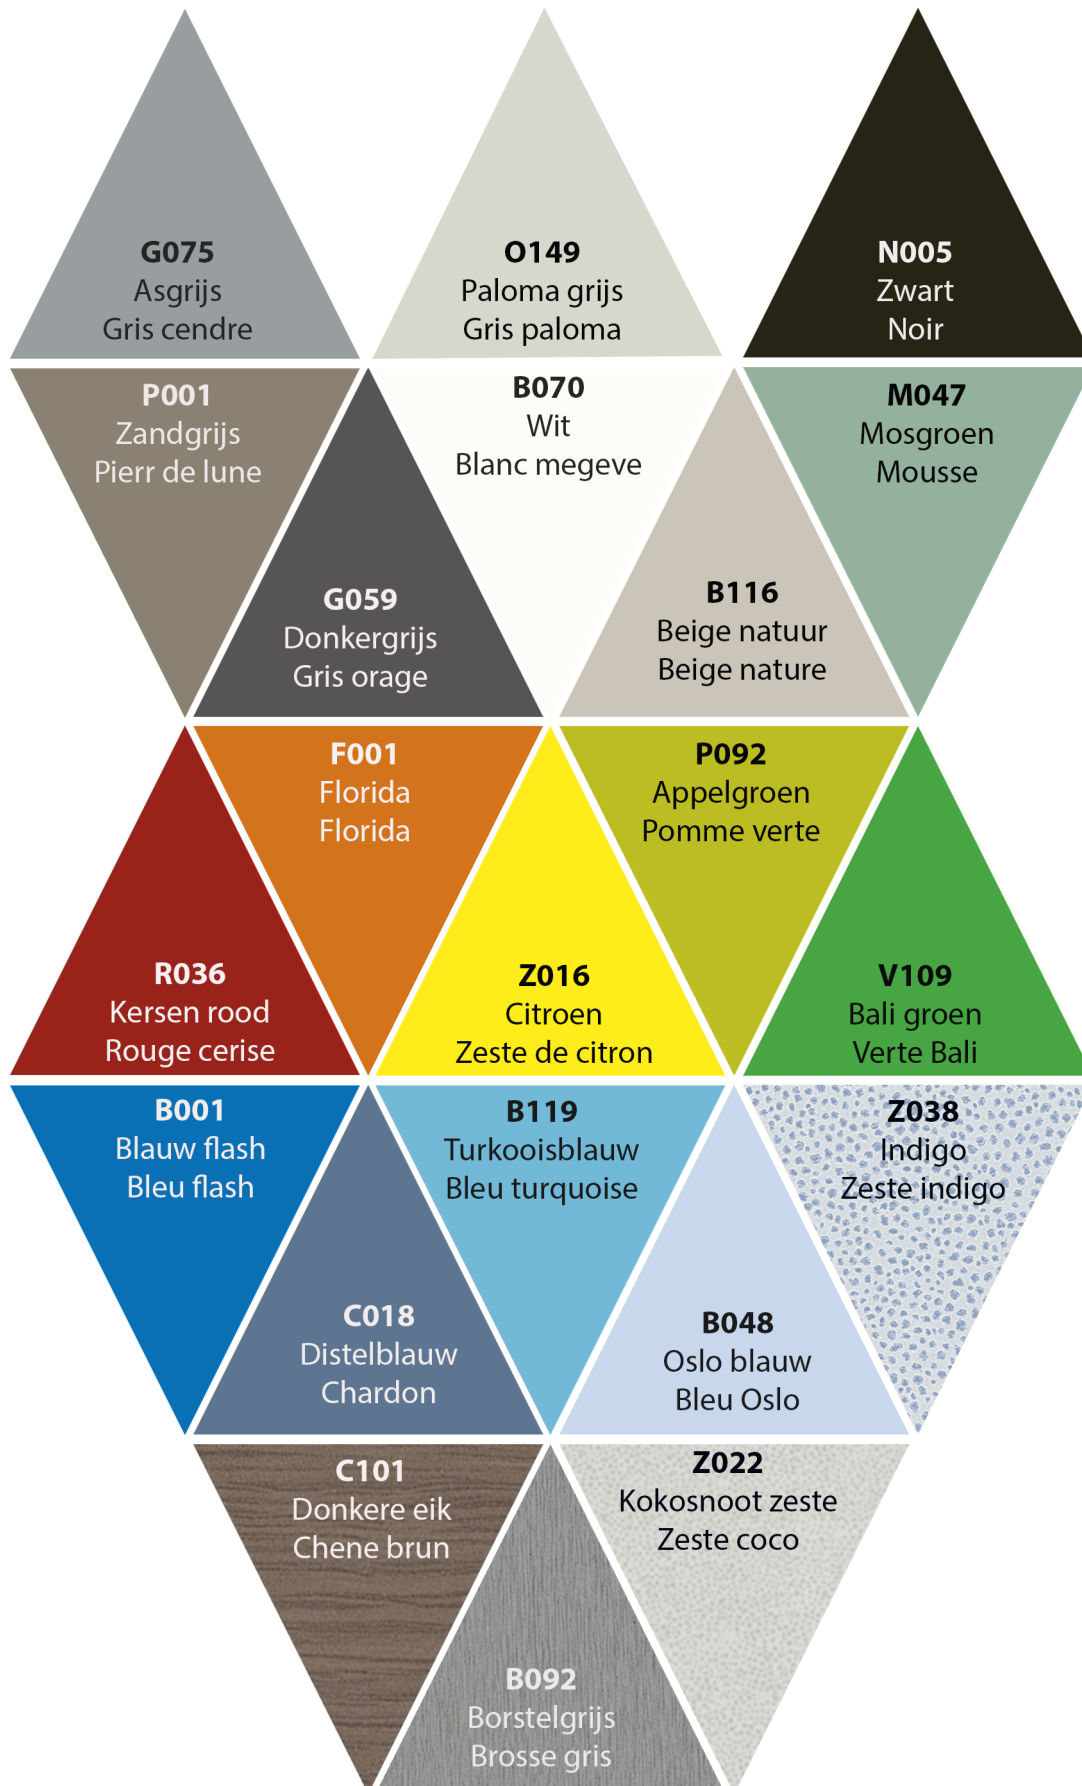 G075
Asgrijs
Gris cendre
O149
Paloma grijs
Gris paloma
N005
Zwart
Noir
P001
Zandgrijs
Pierr de lune
B070
Wit
Blanc megeve
M047
Mosgroen
Mousse
G059
Donkergrijs
Gris orage
B116
Beige natuur
Beige nature
F001
Florida
Florida
P092
Appelgroen
Pomme verte
R036
Kersen rood
Rouge cerise
Z016
Citroen
Zeste de citron
V109
Bali groen
Verte Bali
B001
Blauw flash
Bleu flash
B119
Turkooisblauw
Bleu turquoise
Z038
Indigo
Zeste indigo
C018
Distelblauw
Chardon
B048
Oslo blauw
Bleu Oslo
C101
Donkere eik
Chene brun
Z022
Kokosnoot zeste
Zeste coco
B092
Borstelgrijs
Brosse gris